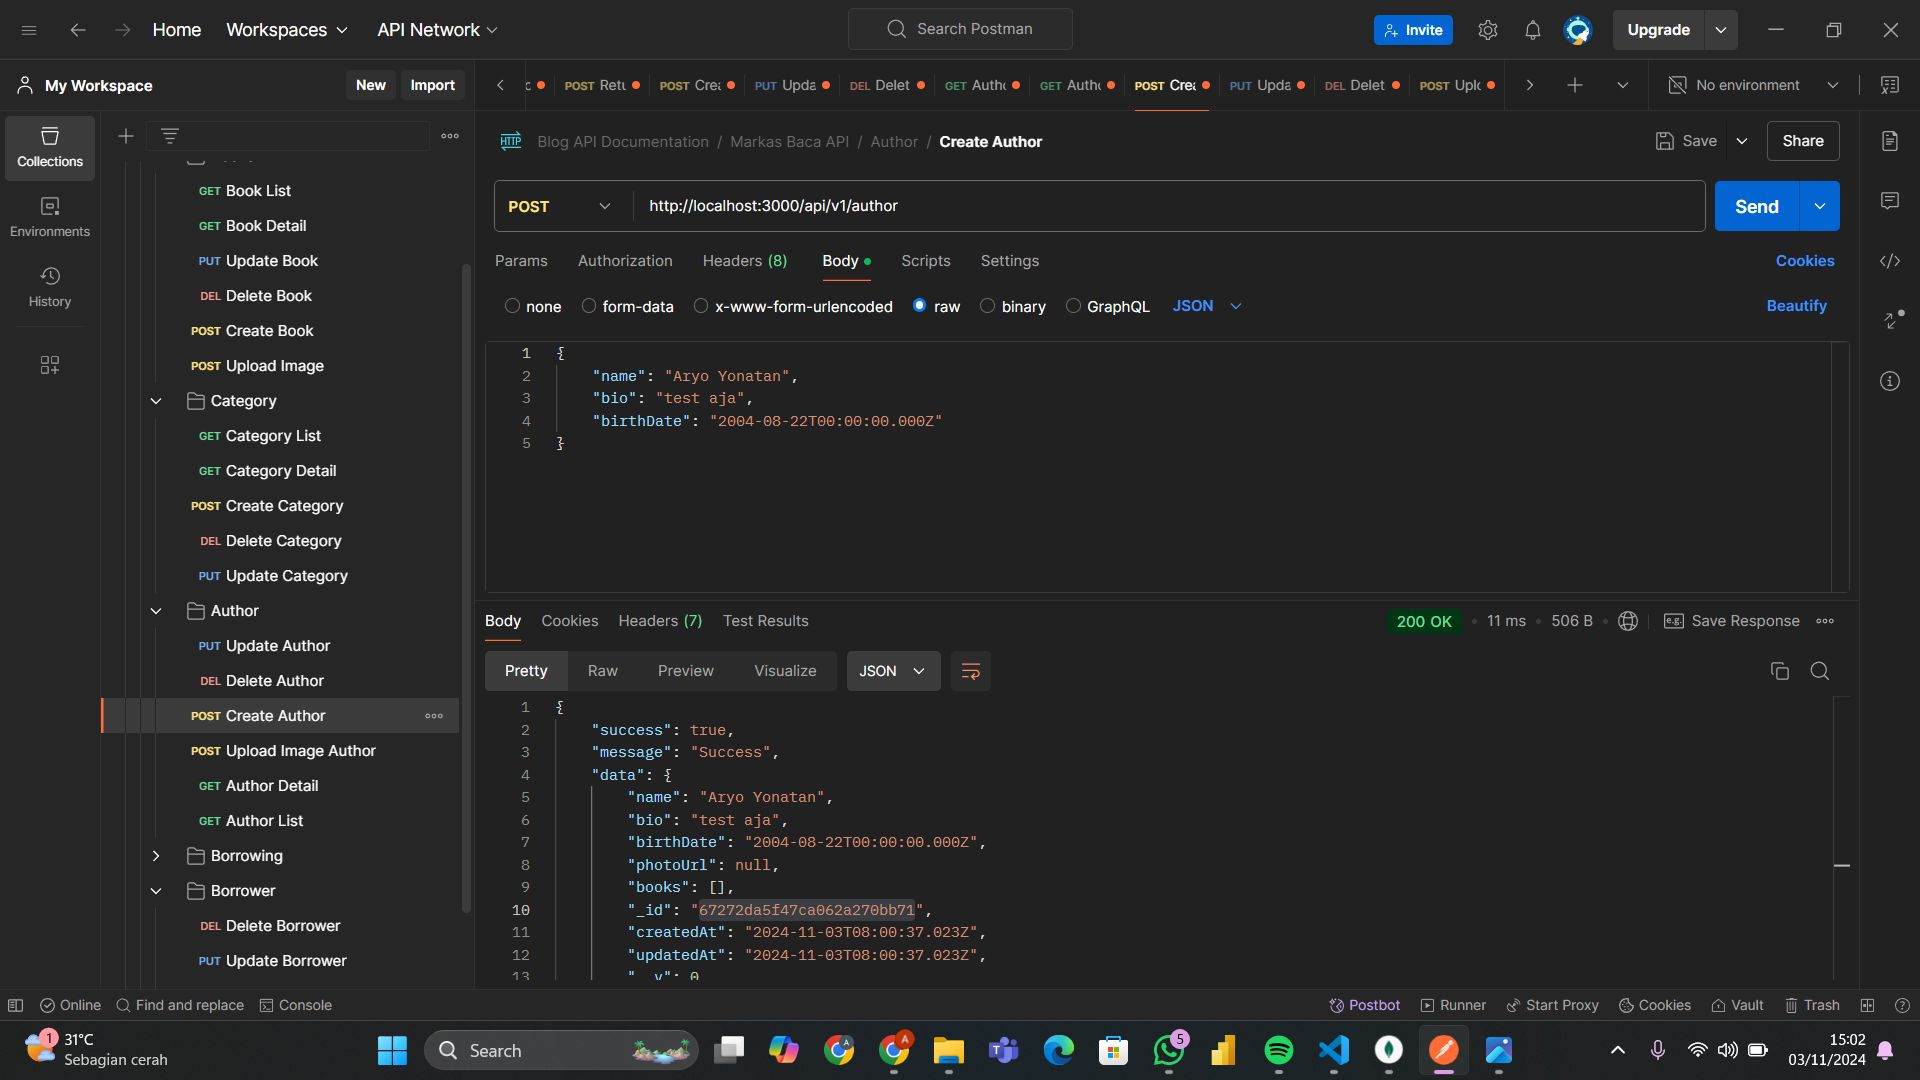 Home
Workspaces
API Network
Search Postman
Invite
Upgrade
My Workspace
New
Import
POST Retu
POST Crea
PUT Upda
DEL Delet
GET Autho
GET Autho
POST Crea
PUT Upda
DEL Delet
POST Uplo
No environment
Collections
Environments
History
GET Book List
GET Book Detail
PUT Update Book
DEL Delete Book
POST Create Book
POST Upload Image
Category
GET Category List
GET Category Detail
POST Create Category
DEL Delete Category
PUT Update Category
Author
PUT Update Author
DEL Delete Author
POST Create Author
POST Upload Image Author
GET Author Detail
GET Author List
Borrowing
Borrower
DEL Delete Borrower
PUT Update Borrower
HTTP Blog API Documentation / Markas Baca API / Author / Create Author
Save
Share
POST
http://localhost:3000/api/v1/author
Send
Params
Authorization
Headers (8)
Body
Scripts
Settings
Cookies
none
form-data
x-www-form-urlencoded
raw
binary
GraphQL
JSON
Beautify
1 {
2 "name": "Aryo Yonatan",
3 "bio": "test aja",
4 "birthDate": "2004-08-22T00:00:00.000Z"
5 }
Body
Cookies
Headers (7)
Test Results
200 OK
11 ms
506 B
e.g. Save Response
Pretty
Raw
Preview
Visualize
JSON
1 {
2 "success": true,
3 "message": "Success",
4 "data": {
5 "name": "Aryo Yonatan",
6 "bio": "test aja",
7 "birthDate": "2004-08-22T00:00:00.000Z",
8 "photoUrl": null,
9 "books": [],
10 "_id": "67272da5f47ca062a270bb71",
11 "createdAt": "2024-11-03T08:00:37.023Z",
12 "updatedAt": "2024-11-03T08:00:37.023Z",
13 "__v": 0
Online
Find and replace
Console
Postbot
Runner
Start Proxy
Cookies
Vault
Trash
1
31°C
Sebagian cerah
Search
A
A
5
15:02
03/11/2024